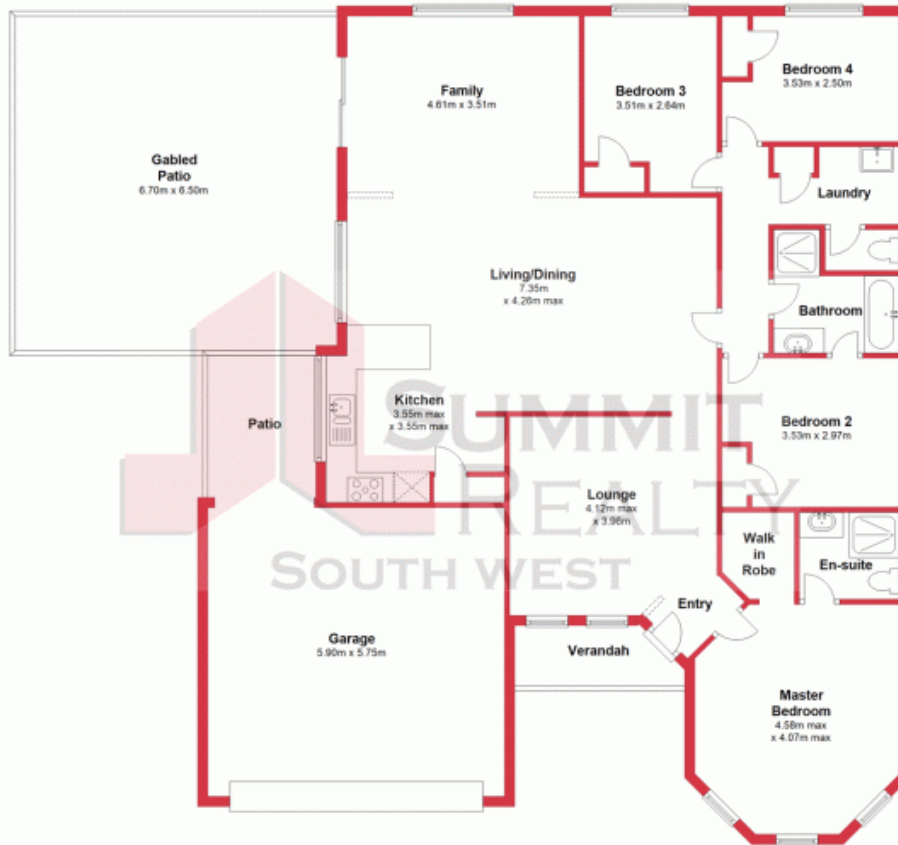 Family
4.61m x 3.51m
Bedroom 3
3.51m x 2.64m
Bedroom 4
3.53m x 2.50m
Gabled
Patio
6.70m x 6.50m
Laundry
Living/Dining
7.35m
x 4.26m max
Bathroom
Kitchen
3.55m max
x 3.55m max
Patio
Bedroom 2
3.53m x 2.97m
SUMMIT
REALTY
SOUTH WEST
Lounge
4.12m max
x 3.96m
Walk
in
Robe
En-suite
Entry
Garage
5.90m x 5.75m
Verandah
Master
Bedroom
4.58m max
x 4.07m max